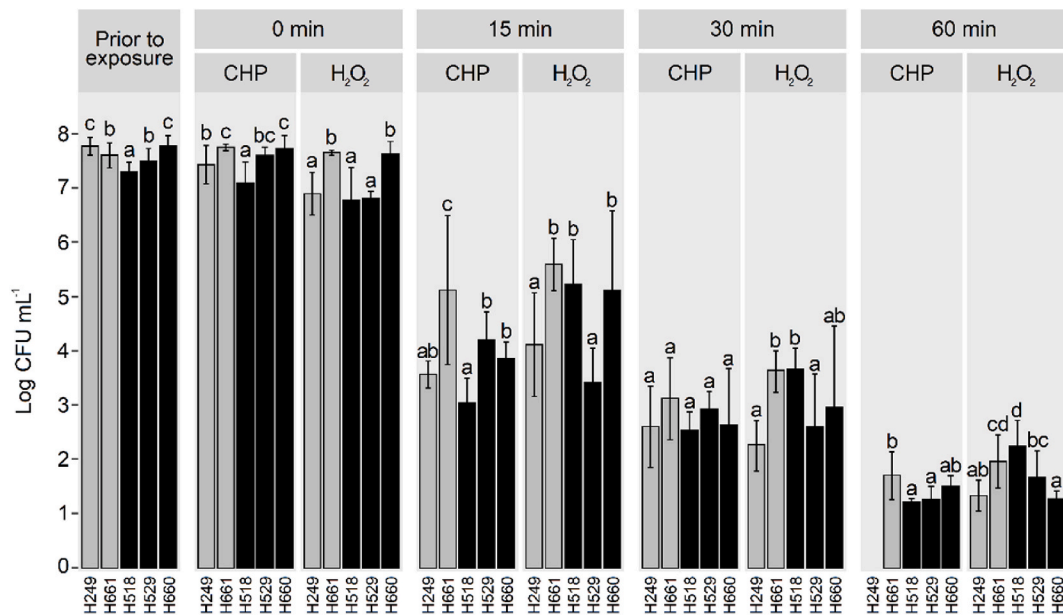 Prior to
exposure
0 min
15 min
30 min
60 min
CHP
H₂O₂
CHP
H₂O₂
CHP
H₂O₂
CHP
H₂O₂
Log CFU mL⁻¹
8
7
6
5
4
3
2
1
0
c b a b c
b c a bc c
a b a a b
ab c a b b
a b b a b
a a a a a
a b b a ab
b a a ab
ab cd d bc a
H249 H661 H518 H529 H660
H249 H661 H518 H529 H660
H249 H661 H518 H529 H660
H249 H661 H518 H529 H660
H249 H661 H518 H529 H660
H249 H661 H518 H529 H660
H249 H661 H518 H529 H660
H249 H661 H518 H529 H660
H249 H661 H518 H529 H660